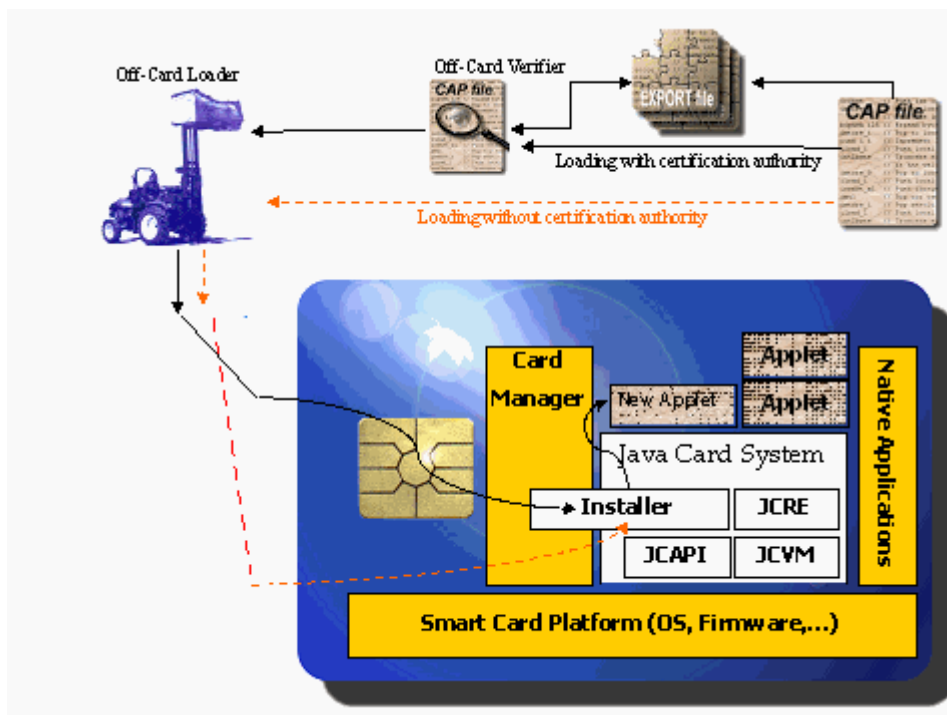 Off-Card Loader
Off-Card Verifier
CAP file
EXPORT file
CAP file
Loading with certification authority
Loading without certification authority
Card
Manager
Applet
New Applet
Applet
Native Applications
Java Card System
Installer
JCRE
JCAPI
JCVM
Smart Card Platform (OS, Firmware,...)